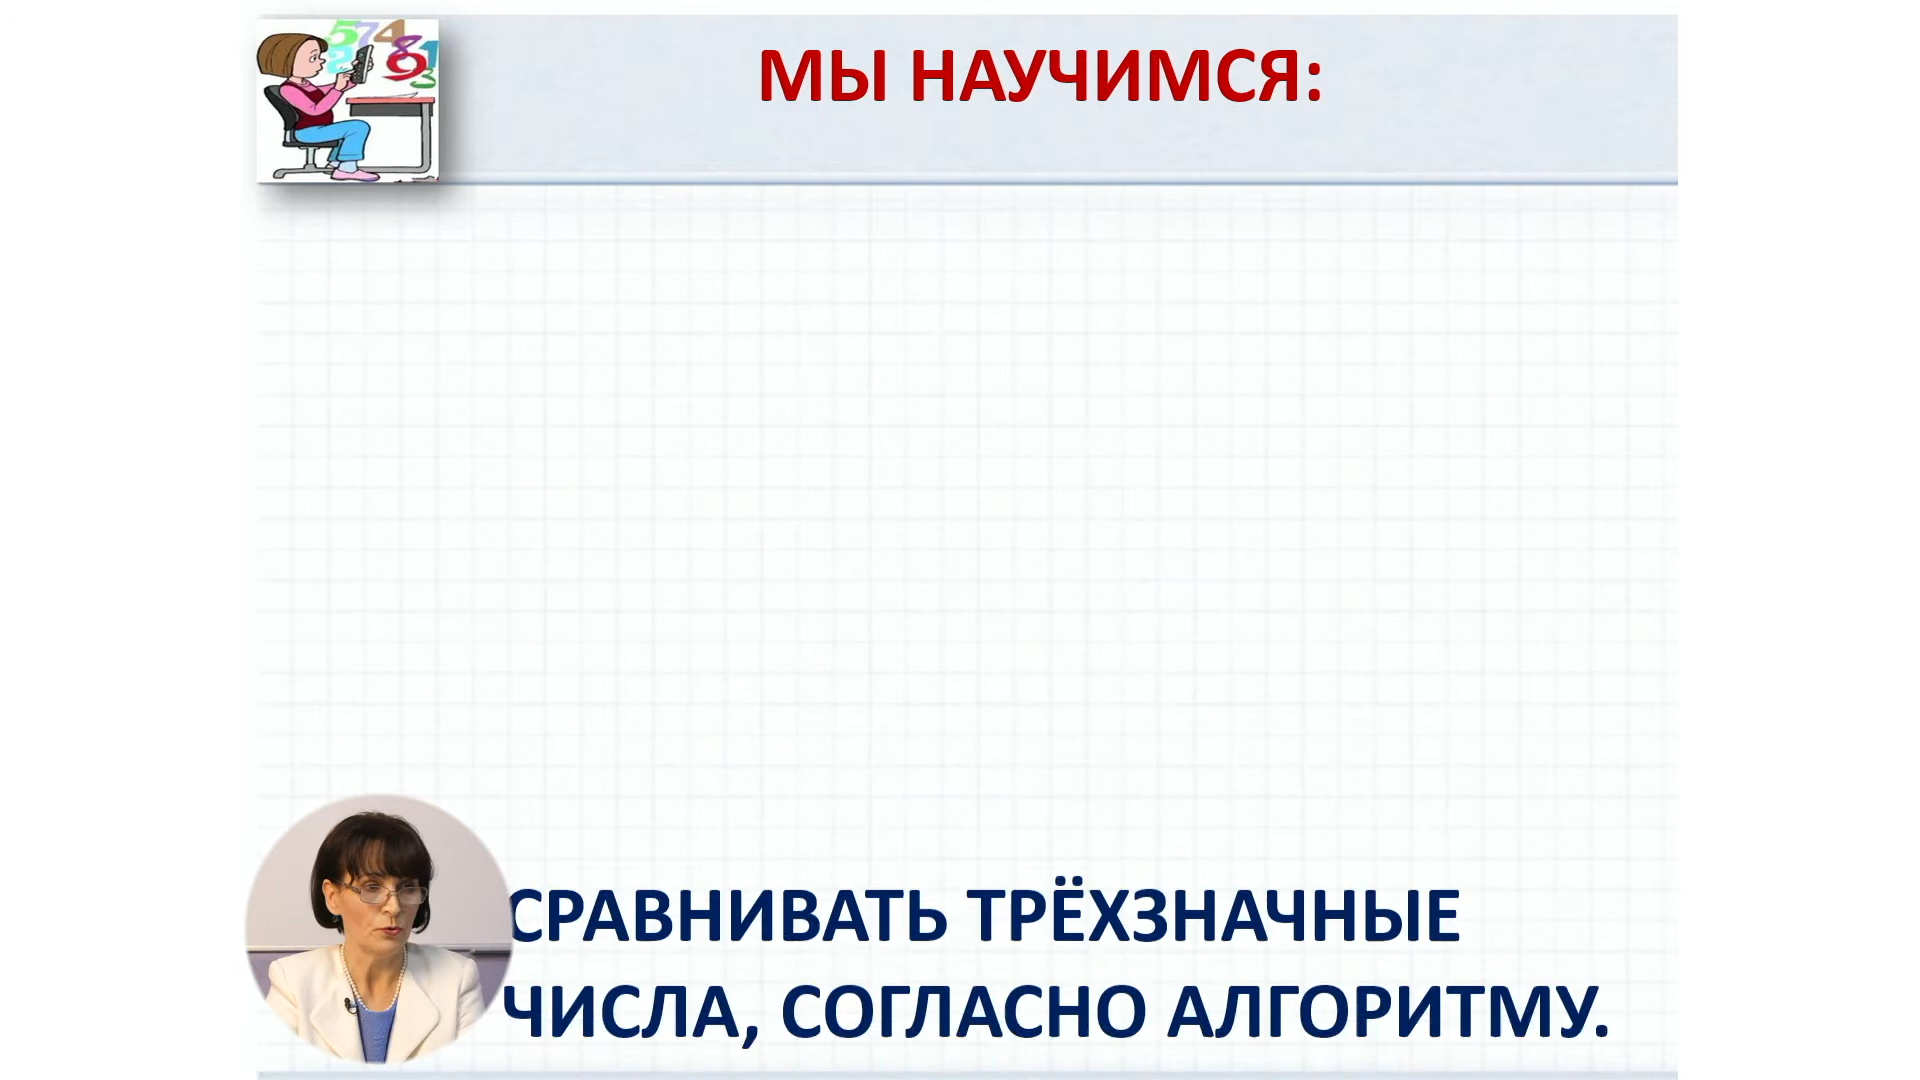 МЫ НАУЧИМСЯ:
СРАВНИВАТЬ ТРЁХЗНАЧНЫЕ
ЧИСЛА, СОГЛАСНО АЛГОРИТМУ.